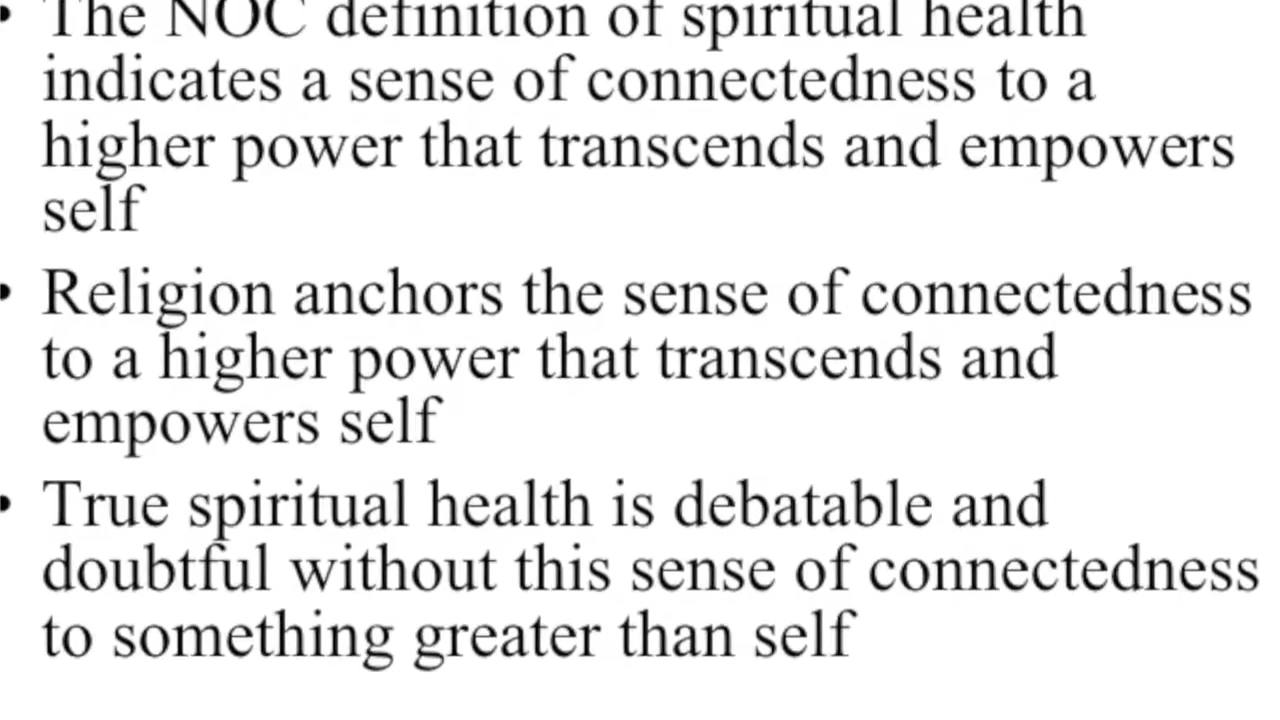 • The NOC definition of spiritual health
indicates a sense of connectedness to a
higher power that transcends and empowers
self
• Religion anchors the sense of connectedness
to a higher power that transcends and
empowers self
• True spiritual health is debatable and
doubtful without this sense of connectedness
to something greater than self